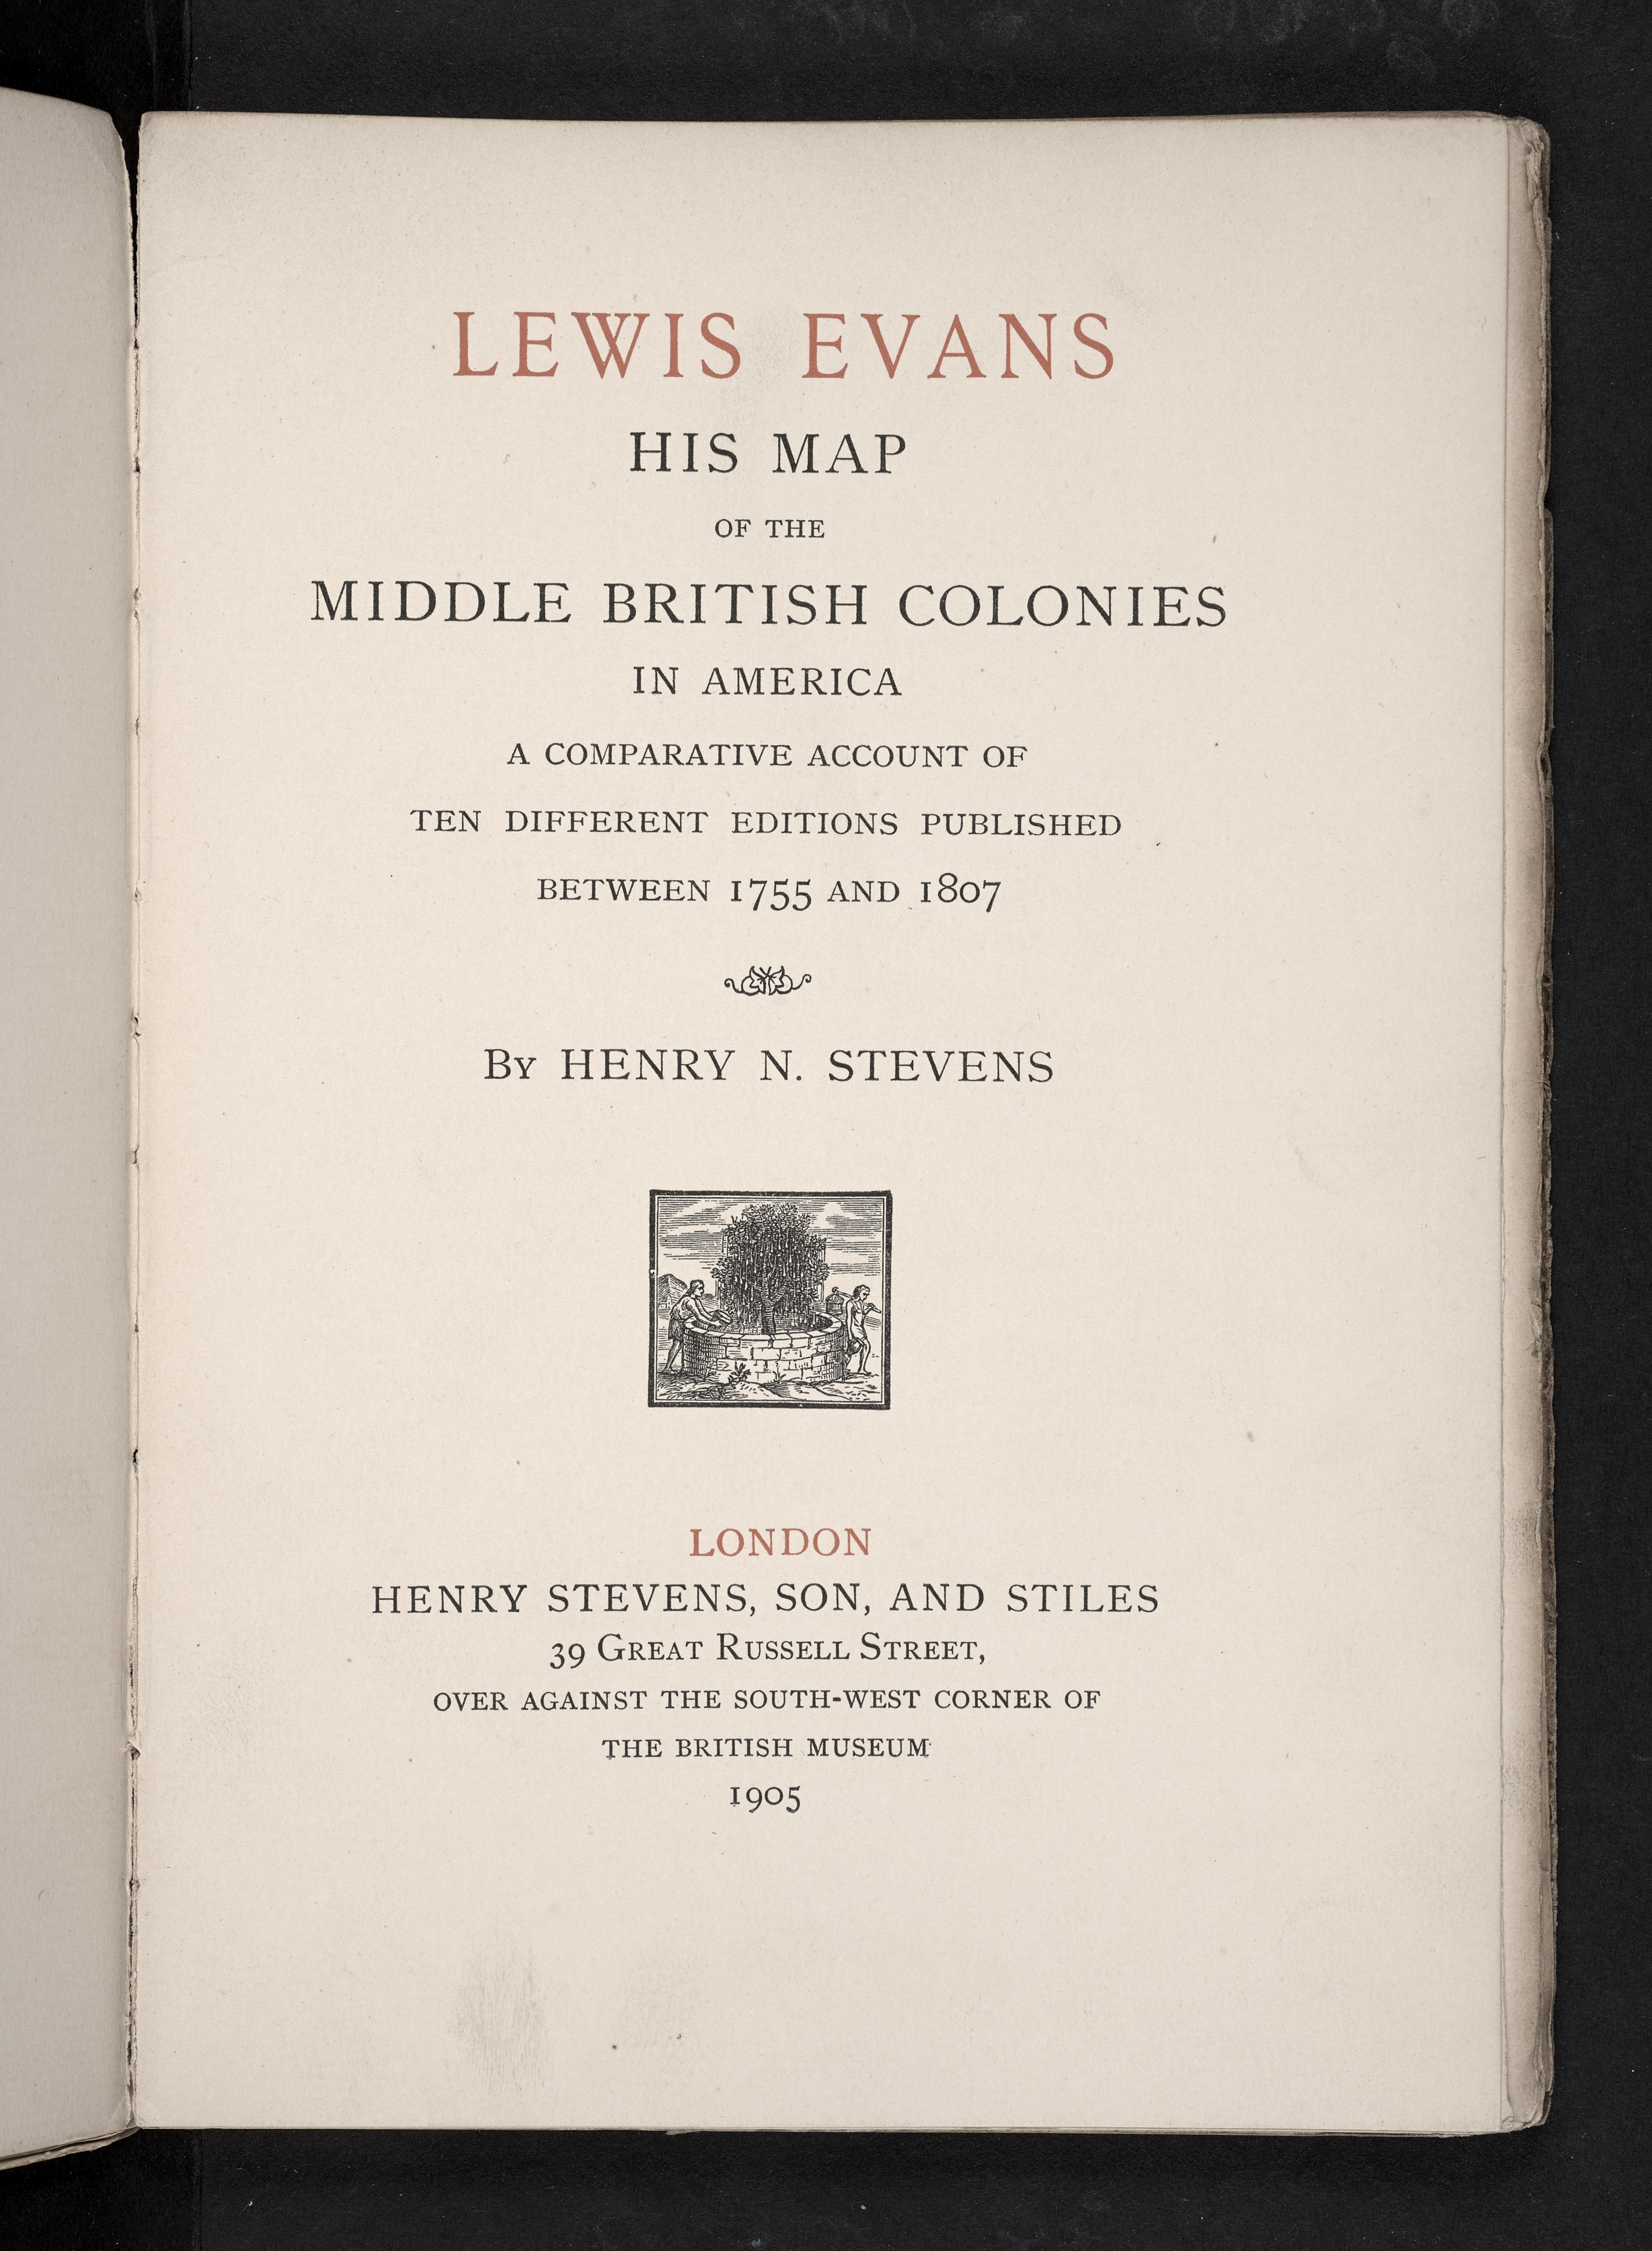 LEWIS EVANS
HIS MAP
OF THE
MIDDLE BRITISH COLONIES
IN AMERICA
A COMPARATIVE ACCOUNT OF
TEN DIFFERENT EDITIONS PUBLISHED
BETWEEN 1755 AND 1807
By HENRY N. STEVENS
LONDON
HENRY STEVENS, SON, AND STILES
39 Great Russell Street,
OVER AGAINST THE SOUTH-WEST CORNER OF
THE BRITISH MUSEUM
1905